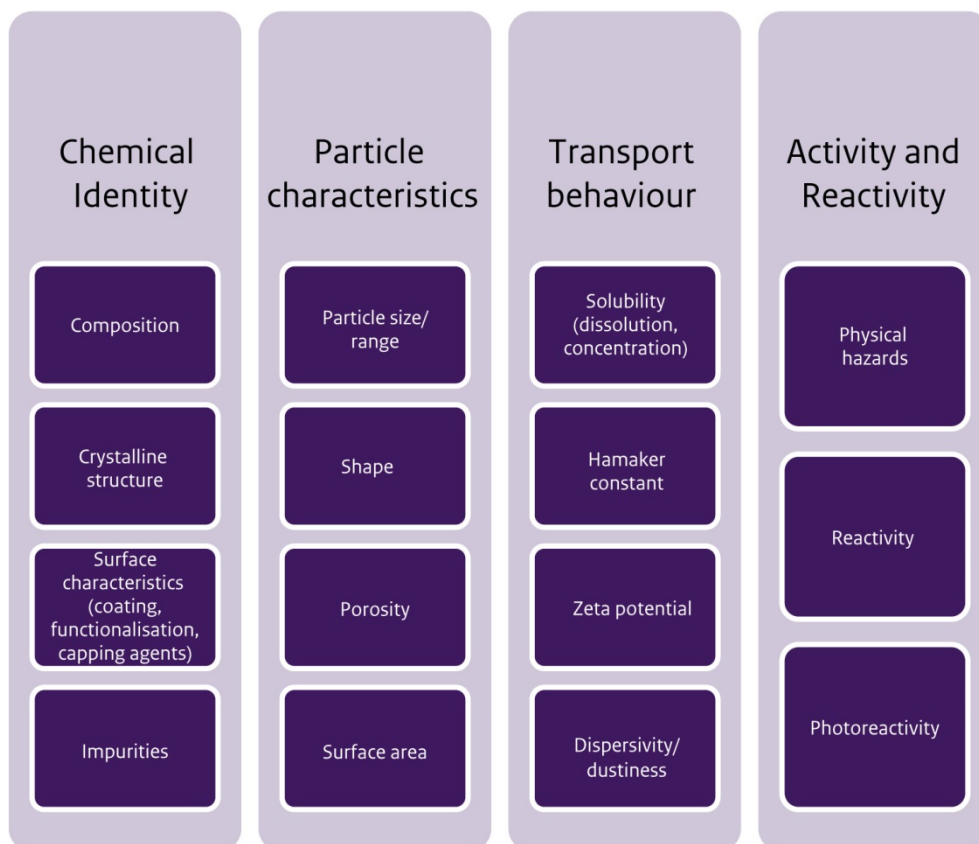 Chemical
Identity
Composition
Crystalline
structure
Surface
characteristics
(coating,
functionalisation,
capping agents)
Impurities
Particle
characteristics
Particle size/
range
Shape
Porosity
Surface area
Transport
behaviour
Solubility
(dissolution,
concentration)
Hamaker
constant
Zeta potential
Dispersivity/
dustiness
Activity and
Reactivity
Physical
hazards
Reactivity
Photoreactivity